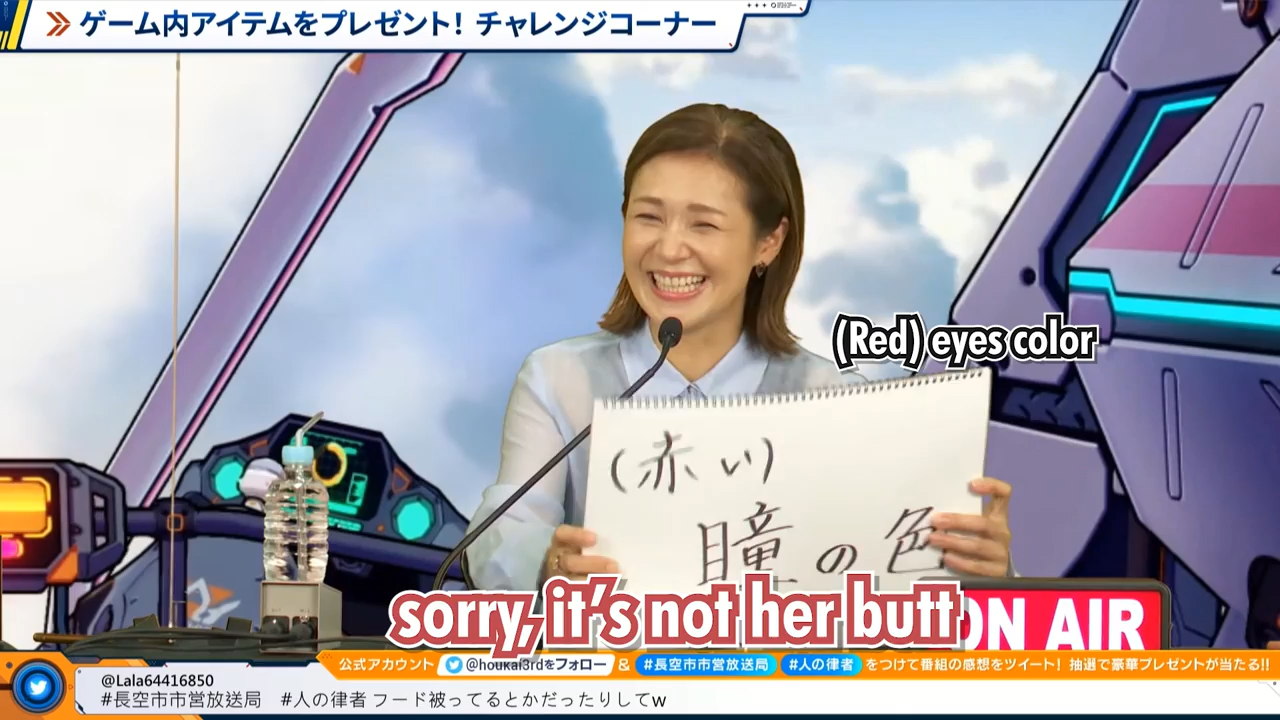 ゲーム内アイテムをプレゼント! チャレンジコーナー
(Red) eyes color
(赤い)
瞳の色
sorry, it's not her butt
ON AIR
公式アカウント @houkai3rdをフォロー & #長空市市営放送局 #人の律者 をつけて番組の感想をツイート! 抽選で豪華プレゼントが当たる!!
@Lala64416850
#長空市市営放送局 #人の律者 フード被ってるとかだったりしてw